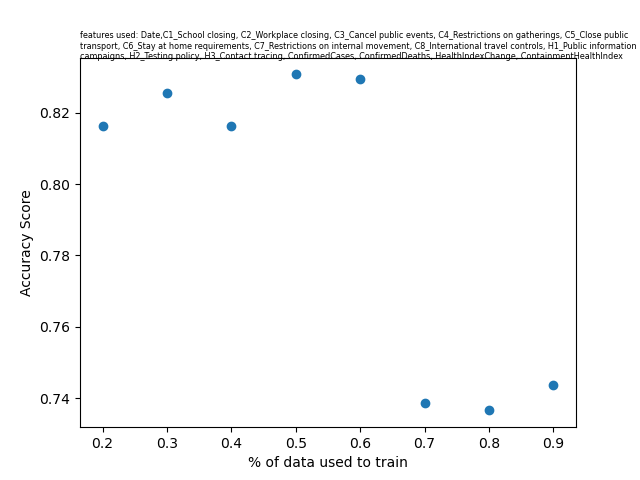 features used: Date,C1_School closing, C2_Workplace closing, C3_Cancel public events, C4_Restrictions on gatherings, C5_Close public
transport, C6_Stay at home requirements, C7_Restrictions on internal movement, C8_International travel controls, H1_Public information
campaigns, H2_Testing policy, H3_Contact tracing, ConfirmedCases, ConfirmedDeaths, HealthIndexChange, ContainmentHealthIndex
0.82
0.80
0.78
0.76
0.74
Accuracy Score
0.2 0.3 0.4 0.5 0.6 0.7 0.8 0.9
% of data used to train